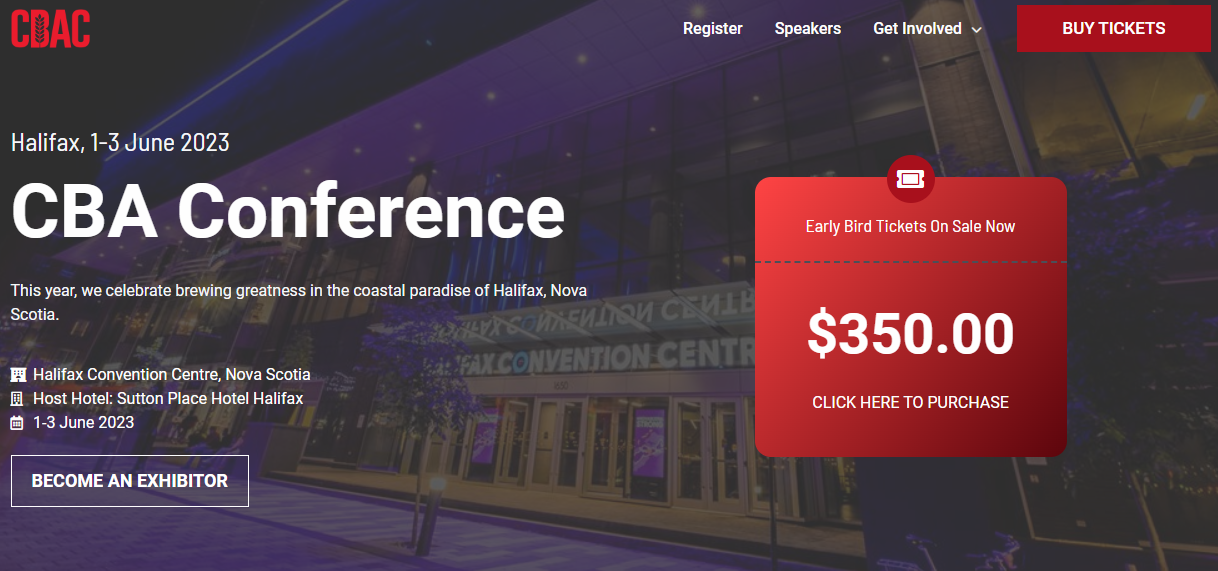 CBAC
Register
Speakers
Get Involved
BUY TICKETS
Halifax, 1-3 June 2023
CBA Conference
This year, we celebrate brewing greatness in the coastal paradise of Halifax, Nova
Scotia.
Halifax Convention Centre, Nova Scotia
Host Hotel: Sutton Place Hotel Halifax
1-3 June 2023
BECOME AN EXHIBITOR
Early Bird Tickets On Sale Now
$350.00
CLICK HERE TO PURCHASE
CONVENTION CENTR
1650
STRONG